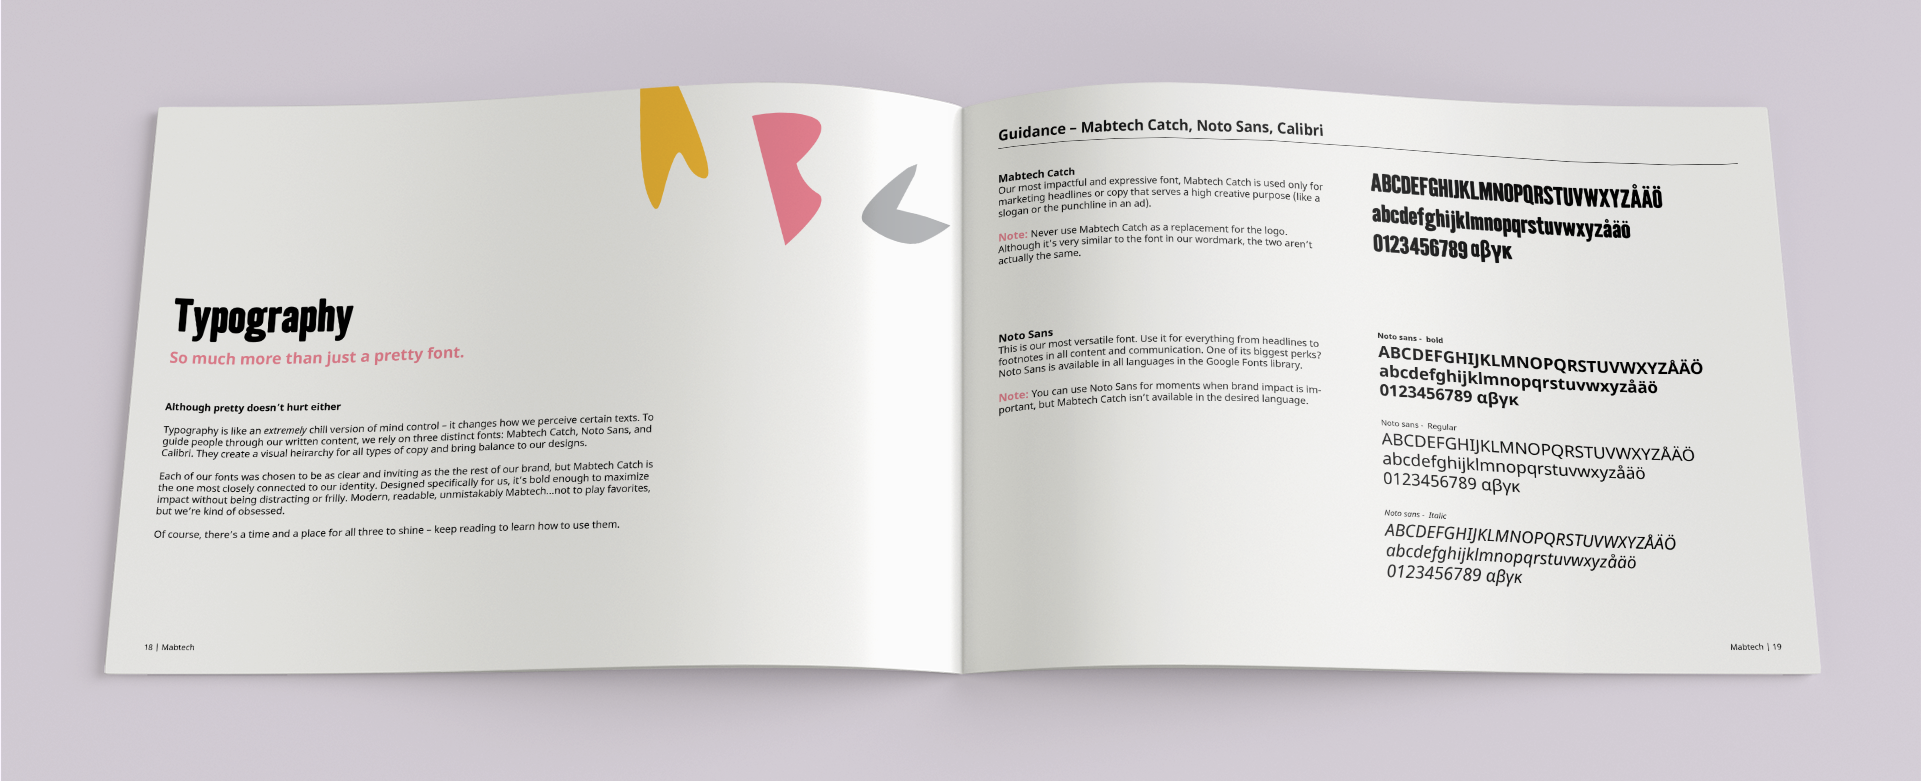 Typography
So much more than just a pretty font.
Although pretty doesn't hurt either
Typography is like an extremely chill version of mind control – it changes how we perceive certain texts. To
guide people through our written content, we rely on three distinct fonts: Mabtech Catch, Noto Sans, and
Calibri. They create a visual heirarchy for all types of copy and bring balance to our designs.
Each of our fonts was chosen to be as clear and inviting as the the rest of our brand, but Mabtech Catch is
the one most closely connected to our identity. Designed specifically for us, it's bold enough to maximize
impact without being distracting or frilly. Modern, readable, unmistakably Mabtech...not to play favorites,
but we're kind of obsessed.
Of course, there's a time and a place for all three to shine – keep reading to learn how to use them.
18 | Mabtech
Guidance – Mabtech Catch, Noto Sans, Calibri
Mabtech Catch
Our most impactful and expressive font, Mabtech Catch is used only for
marketing headlines or copy that serves a high creative purpose (like a
slogan or the punchline in an ad).
Note: Never use Mabtech Catch as a replacement for the logo.
Although it's very similar to the font in our wordmark, the two aren't
actually the same.
ABCDEFGHIJKLMNOPQRSTUVWXYZÅÄÖ
abcdefghijklmnopqrstuvwxyzåäö
0123456789 αβγκ
Noto Sans
This is our most versatile font. Use it for everything from headlines to
footnotes in all content and communication. One of its biggest perks?
Noto Sans is available in all languages in the Google Fonts library.
Note: You can use Noto Sans for moments when brand impact is im-
portant, but Mabtech Catch isn't available in the desired language.
Noto sans - bold
ABCDEFGHIJKLMNOPQRSTUVWXYZÅÄÖ
abcdefghijklmnopqrstuvwxyzåäö
0123456789 αβγκ
Noto sans - Regular
ABCDEFGHIJKLMNOPQRSTUVWXYZÅÄÖ
abcdefghijklmnopqrstuvwxyzåäö
0123456789 αβγκ
Noto sans - Italic
ABCDEFGHIJKLMNOPQRSTUVWXYZÅÄÖ
abcdefghijklmnopqrstuvwxyzåäö
0123456789 αβγκ
Mabtech | 19